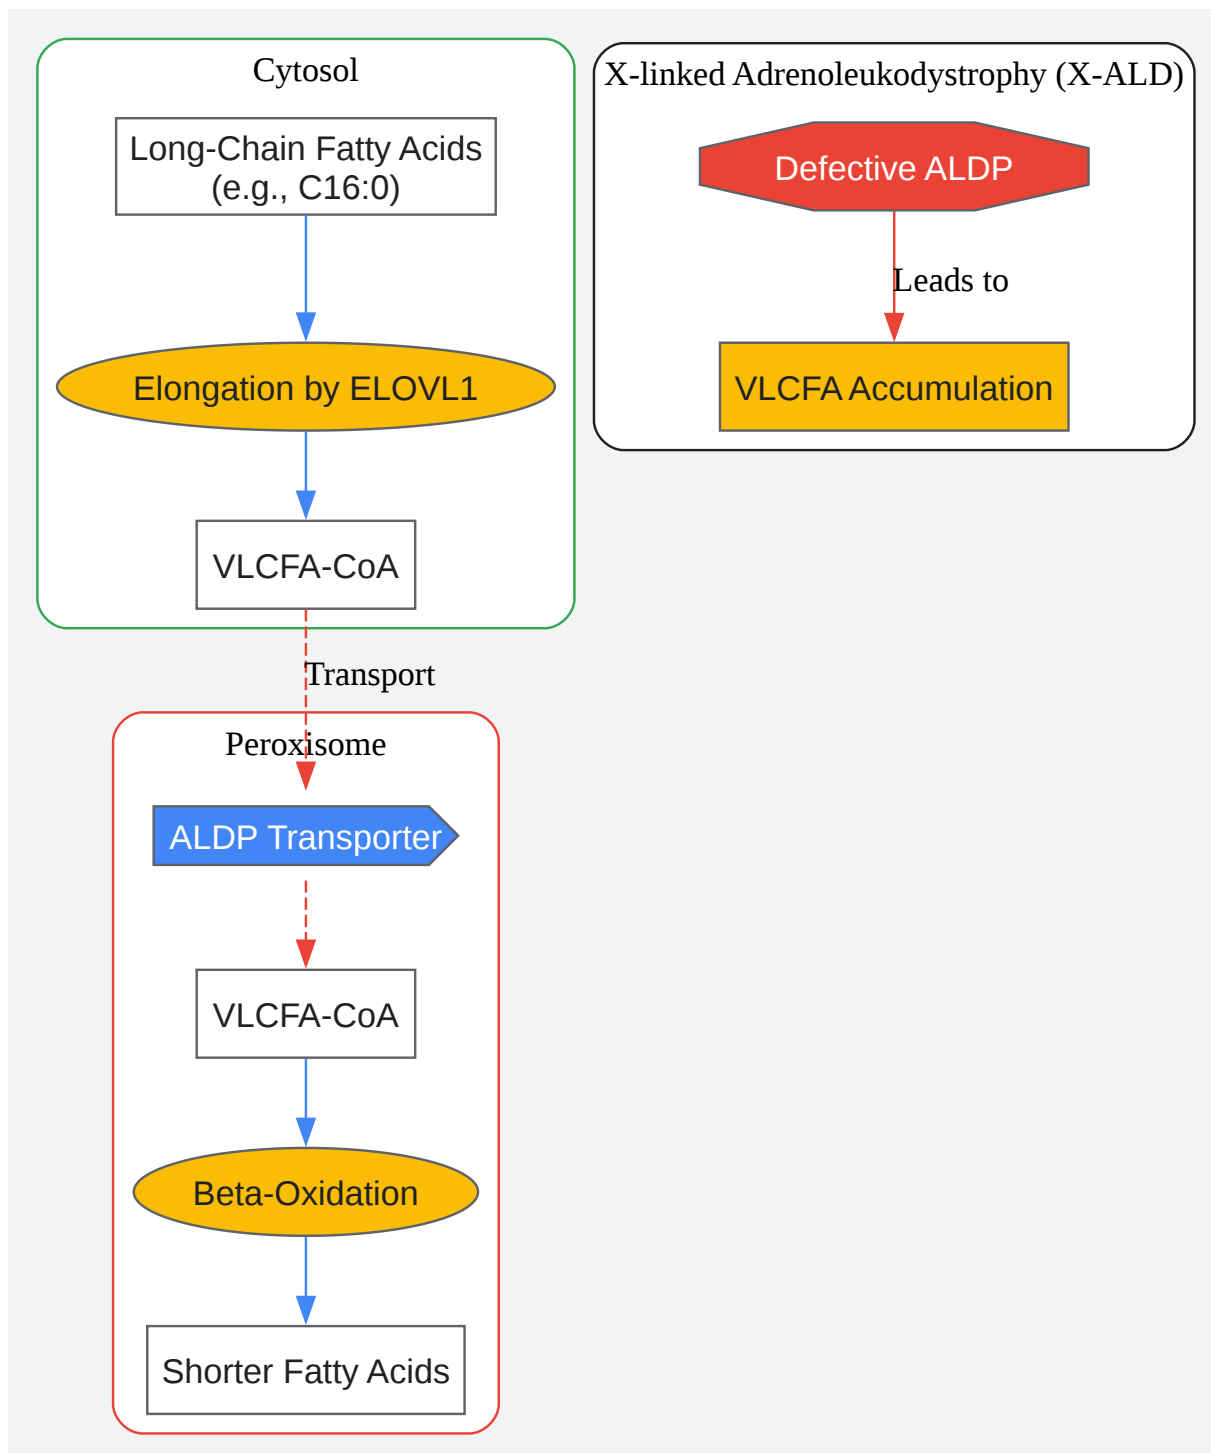 Cytosol
Long-Chain Fatty Acids
(e.g., C16:0)
Elongation by ELOVL1
VLCFA-CoA
Transport
Peroxisome
ALDP Transporter
VLCFA-CoA
Beta-Oxidation
Shorter Fatty Acids
X-linked Adrenoleukodystrophy (X-ALD)
Defective ALDP
Leads to
VLCFA Accumulation